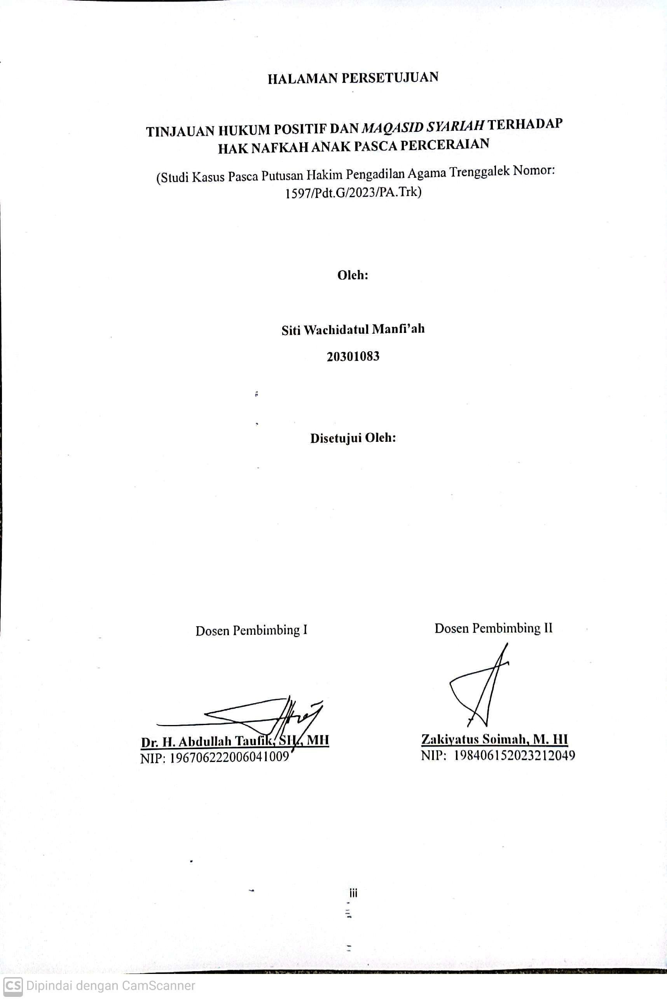 HALAMAN PERSETUJUAN
TINJAUAN HUKUM POSITIF DAN MAQASID SYARIAH TERHADAP
HAK NAFKAH ANAK PASCA PERCERAIAN
(Studi Kasus Pasca Putusan Hakim Pengadilan Agama Trenggalek Nomor:
1597/Pdt.G/2023/PA.Trk)
Oleh:
Siti Wachidatul Manfi’ah
20301083
Disetujui Oleh:
Dosen Pembimbing I
Dr. H. Abdullah Taufik, SH., MH
NIP: 196706222006041009
Dosen Pembimbing II
Zakiyatus Soimah, M. HI
NIP: 198406152023212049
iii
CS Dipindai dengan CamScanner